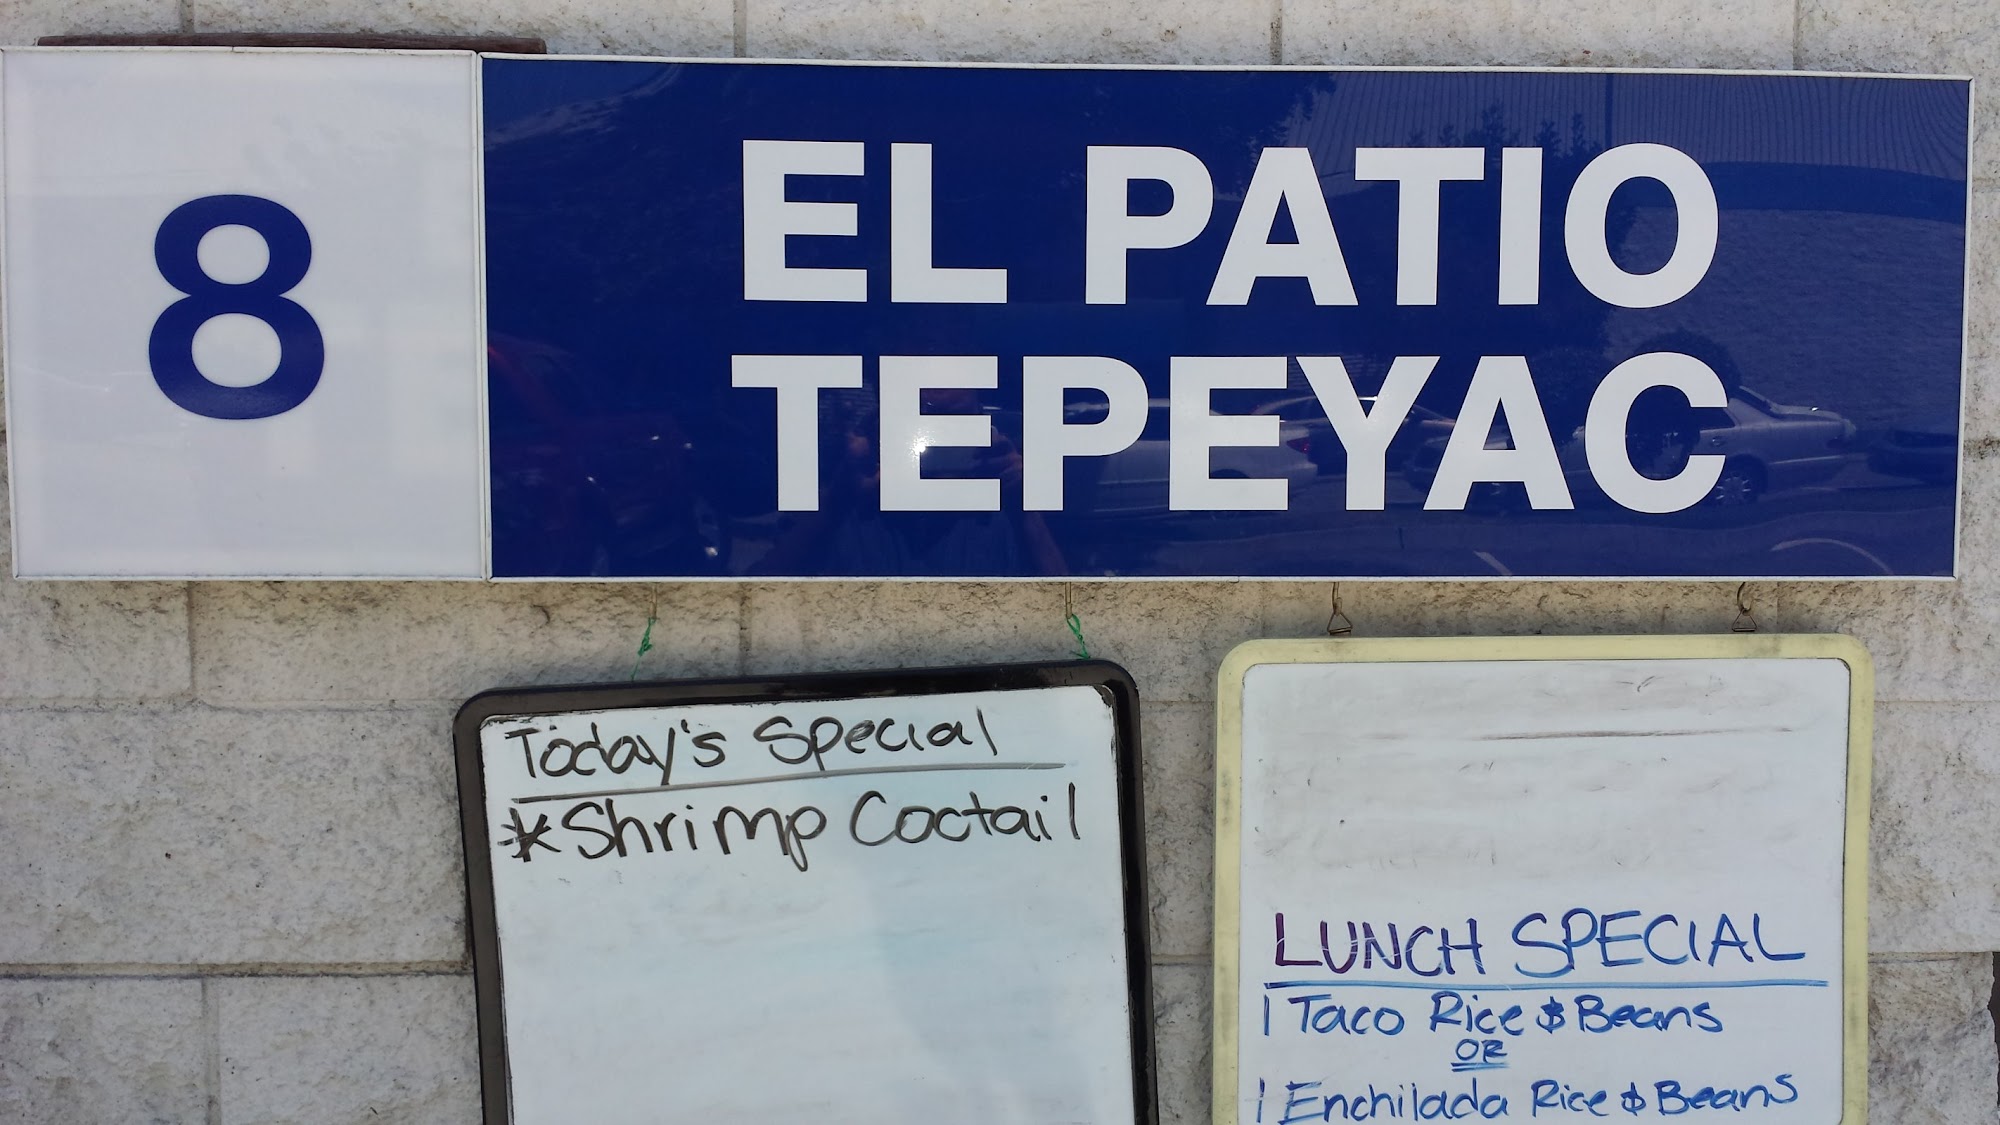 8
EL PATIO
TEPEYAC
Today's Special
*Shrimp Coctail
LUNCH SPECIAL
1 Taco Rice & Beans
OR
1 Enchilada Rice & Beans